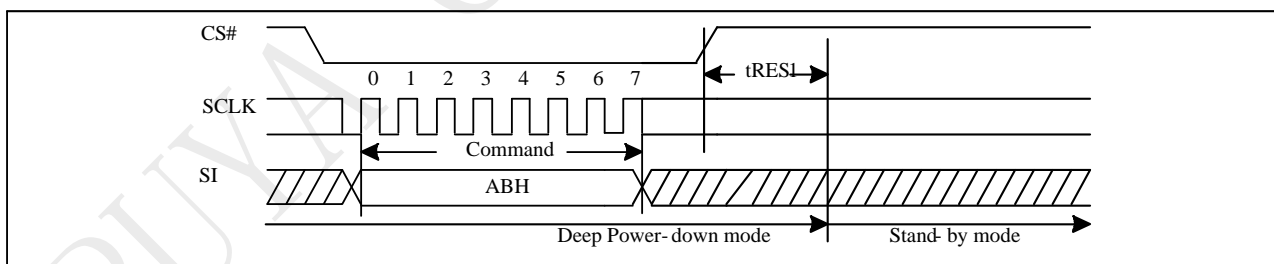 CS#
tRES1
0 1 2 3 4 5 6 7
SCLK
Command
SI
ABH
Deep Power- down mode
Stand- by mode
PUYA